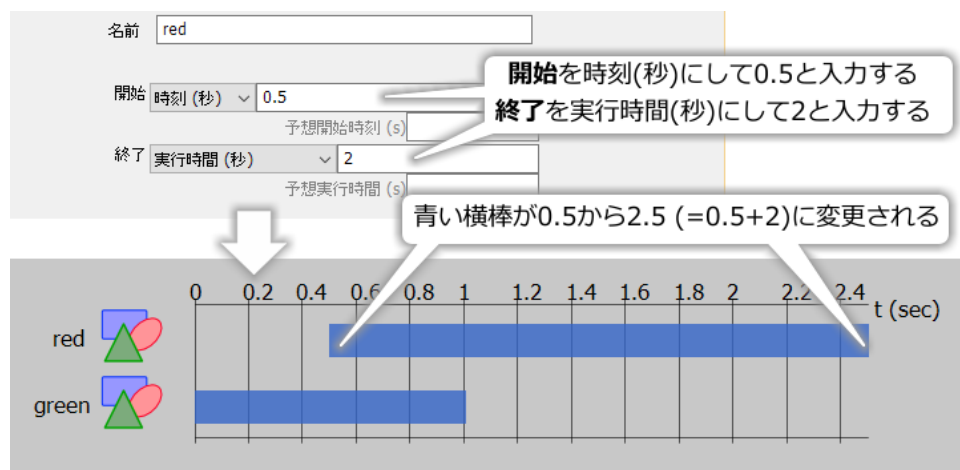 名前 red
開始を時刻(秒)にして0.5と入力する
終了を実行時間(秒)にして2と入力する
開始 時刻 (秒) 0.5
予想開始時刻 (s)
終了 実行時間 (秒) 2
予想実行時間 (s)
青い横棒が0.5から2.5 (=0.5+2)に変更される
0 0.2 0.4 0.6 0.8 1 1.2 1.4 1.6 1.8 2 2.2 2.4
t (sec)
red
green